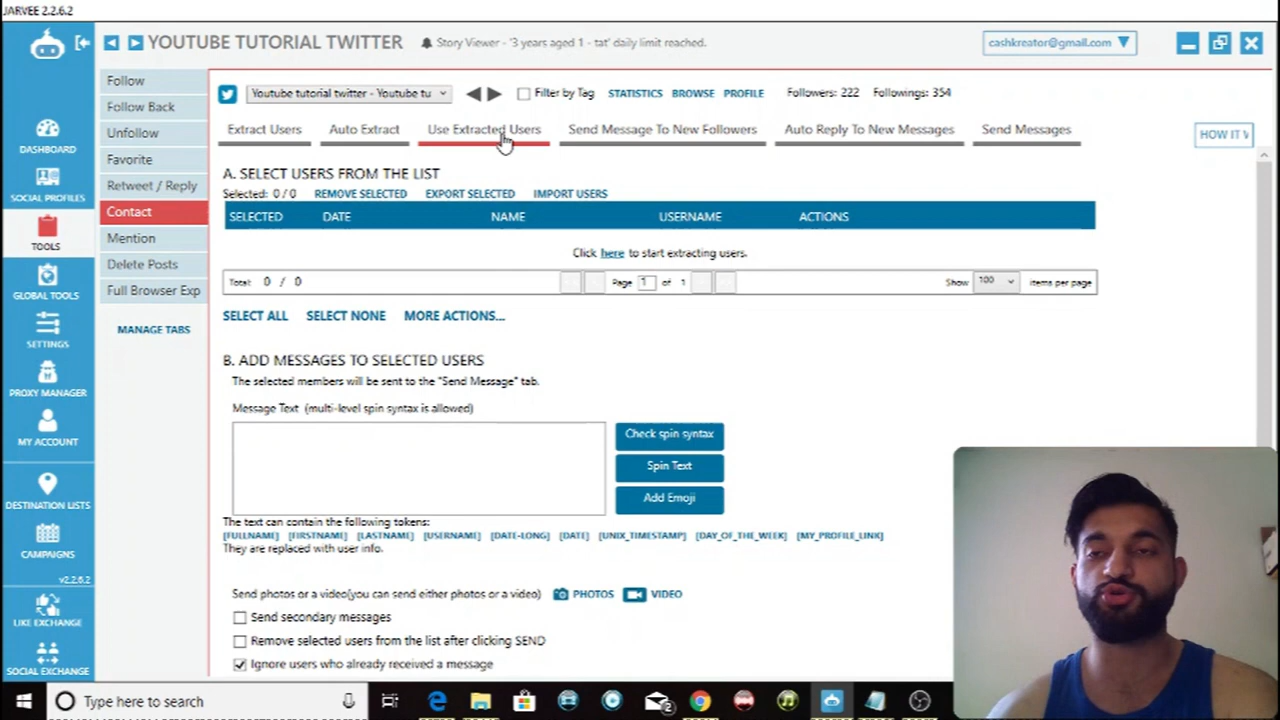 JARVEE 2.2.6.2
YOUTUBE TUTORIAL TWITTER
Story Viewer - '3 years aged 1 - tat' daily limit reached.
cashkreator@gmail.com
DASHBOARD
SOCIAL PROFILES
TOOLS
GLOBAL TOOLS
SETTINGS
PROXY MANAGER
MY ACCOUNT
DESTINATION LISTS
CAMPAIGNS
v2.2.6.2
LIKE EXCHANGE
SOCIAL EXCHANGE
Follow
Follow Back
Unfollow
Favorite
Retweet / Reply
Contact
Mention
Delete Posts
Full Browser Exp
MANAGE TABS
Youtube tutorial twitter - Youtube tu
Filter by Tag
STATISTICS BROWSE PROFILE
Followers: 222 Followings: 354
Extract Users Auto Extract Use Extracted Users Send Message To New Followers Auto Reply To New Messages Send Messages
HOW IT W
A. SELECT USERS FROM THE LIST
Selected: 0 / 0 REMOVE SELECTED EXPORT SELECTED IMPORT USERS
SELECTED DATE NAME USERNAME ACTIONS
Click here to start extracting users.
Total: 0 / 0 Page 1 of 1 Show 100 items per page
SELECT ALL SELECT NONE MORE ACTIONS...
B. ADD MESSAGES TO SELECTED USERS
The selected members will be sent to the "Send Message" tab.
Message Text (multi-level spin syntax is allowed)
Check spin syntax
Spin Text
Add Emoji
The text can contain the following tokens:
[FULLNAME] [FIRSTNAME] [LASTNAME] [USERNAME] [DATE-LONG] [DATE] [UNIX_TIMESTAMP] [DAY_OF_THE_WEEK] [MY_PROFILE_LINK]
They are replaced with user info.
Send photos or a video(you can send either photos or a video) PHOTOS VIDEO
Send secondary messages
Remove selected users from the list after clicking SEND
Ignore users who already received a message
Type here to search
2